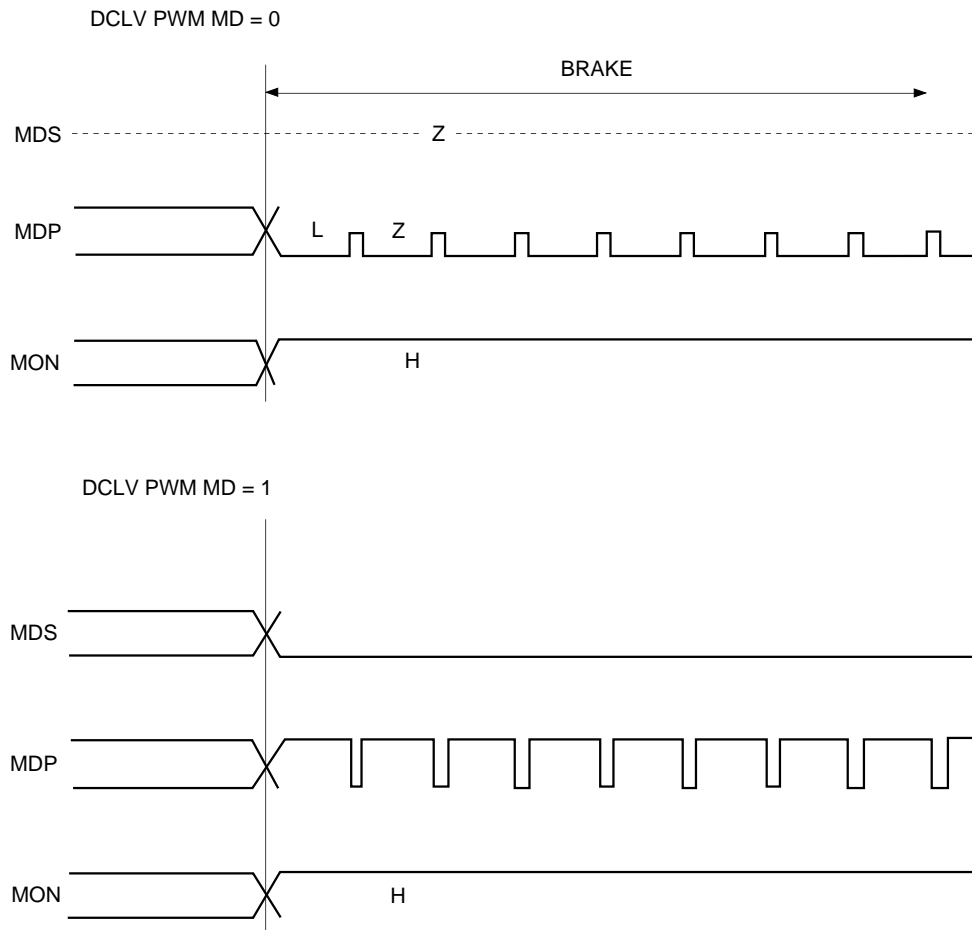 DCLV PWM MD = 0
BRAKE
MDS Z
MDP L Z
MON H
DCLV PWM MD = 1
MDS
MDP
MON H